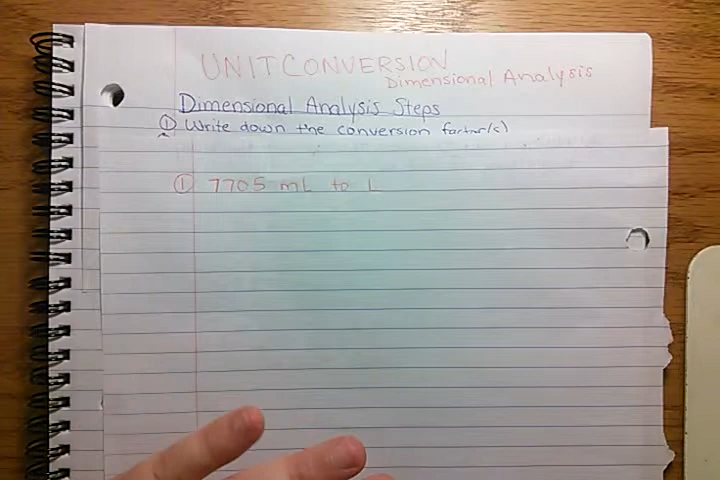 UNIT CONVERSION
Dimensional Analysis
Dimensional Analysis Steps
① Write down the conversion factor(s)
① 7705 mL to L